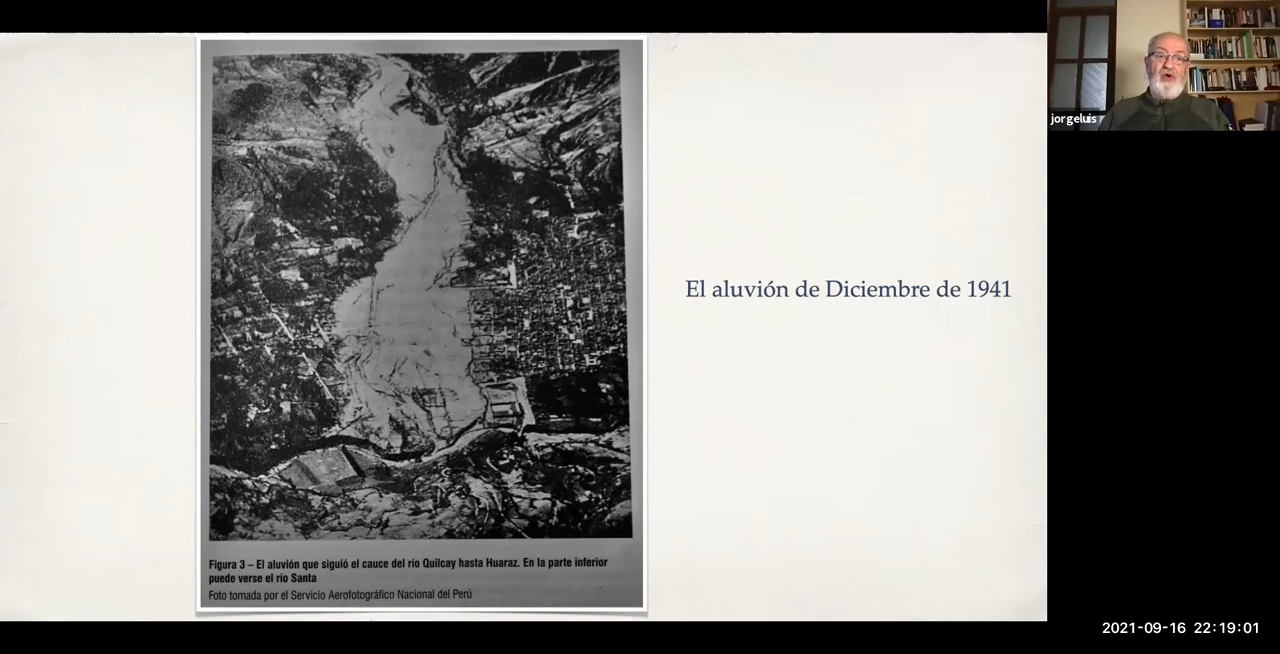 El aluvión de Diciembre de 1941
Figura 3 – El aluvión que siguió el cauce del río Quilcay hasta Huaraz. En la parte inferior
puede verse el río Santa
Foto tomada por el Servicio Aerofotográfico Nacional del Perú
jorgeluis
2021-09-16 22:19:01